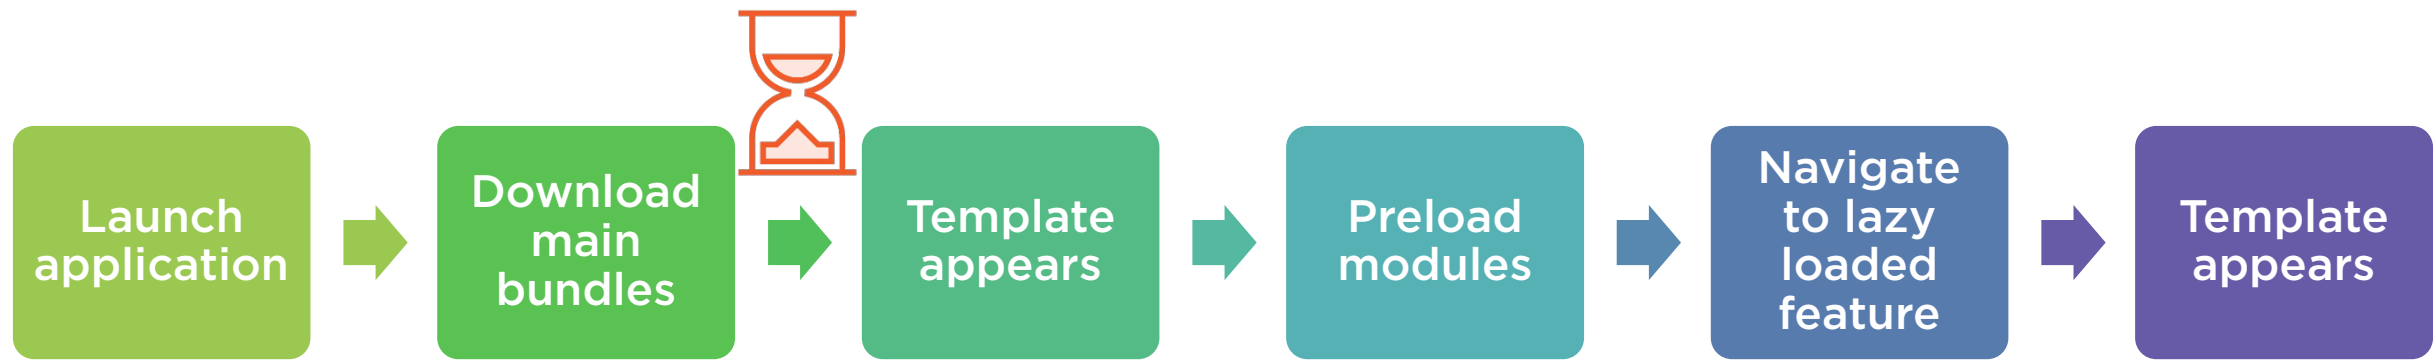 Launch
application
Download
main
bundles
Template
appears
Preload
modules
Navigate
to lazy
loaded
feature
Template
appears